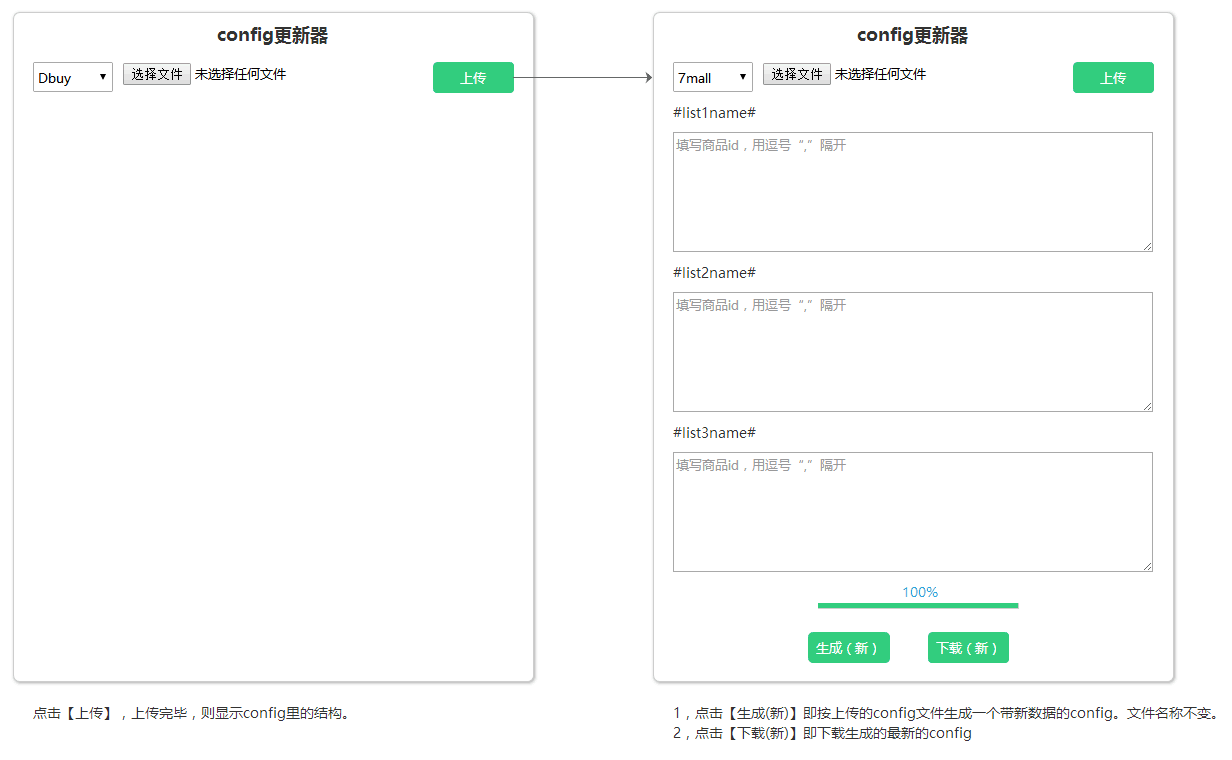 config更新器
Dbuy
选择文件 未选择任何文件
上传
点击【上传】，上传完毕，则显示config里的结构。
config更新器
7mall
选择文件 未选择任何文件
上传
#list1name#
填写商品id，用逗号“,”隔开
#list2name#
填写商品id，用逗号“,”隔开
#list3name#
填写商品id，用逗号“,”隔开
100%
生成（新）
下载（新）
1，点击【生成(新)】即按上传的config文件生成一个带新数据的config。文件名称不变。
2，点击【下载(新)】即下载生成的最新的config